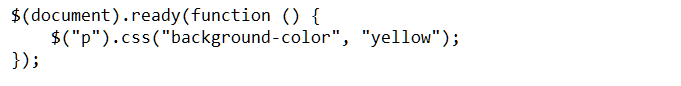 $(document).ready(function () {
    $("p").css("background-color", "yellow");
});